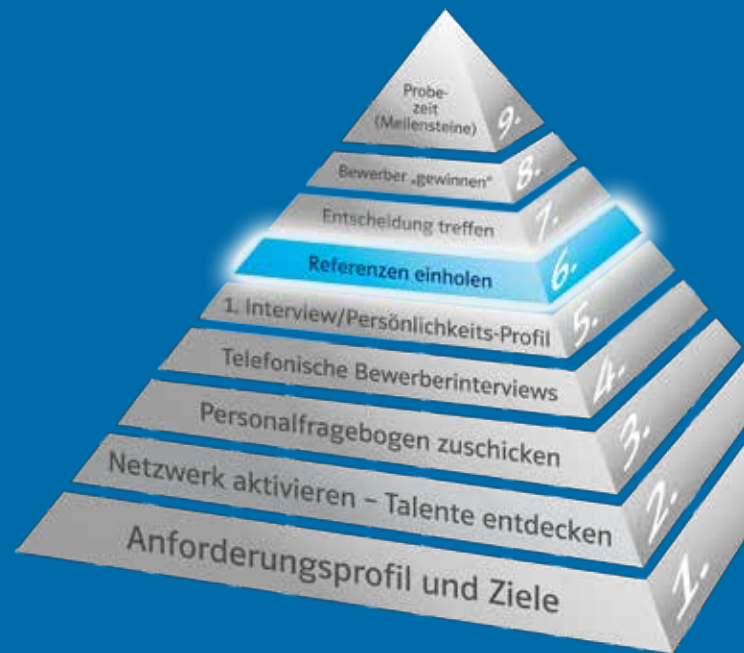 Probe-
zeit
(Meilensteine) 9.
Bewerber „gewinnen“ 8.
Entscheidung treffen 7.
Referenzen einholen 6.
1. Interview/Persönlichkeits-Profil 5.
Telefonische Bewerberinterviews 4.
Personalfragebogen zuschicken 3.
Netzwerk aktivieren – Talente entdecken 2.
Anforderungsprofil und Ziele 1.